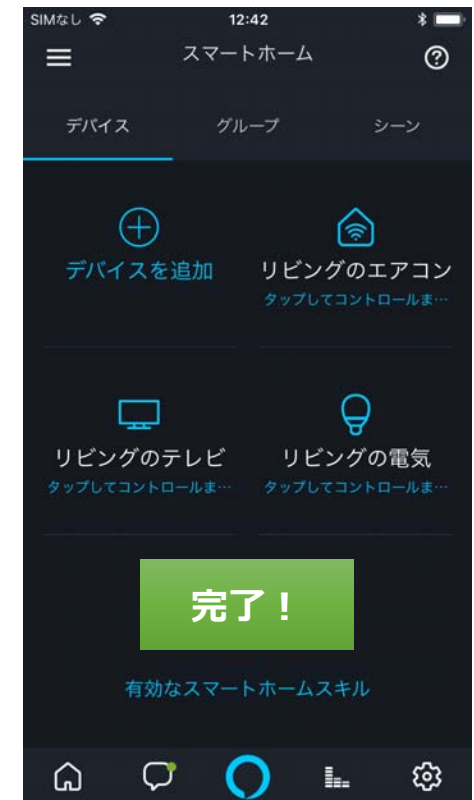 SIMなし 12:42
スマートホーム
デバイス グループ シーン
デバイスを追加 リビングのエアコン
タップしてコントロールま…
リビングのテレビ リビングの電気
タップしてコントロールま… タップしてコントロールま…
完了！
有効なスマートホームスキル